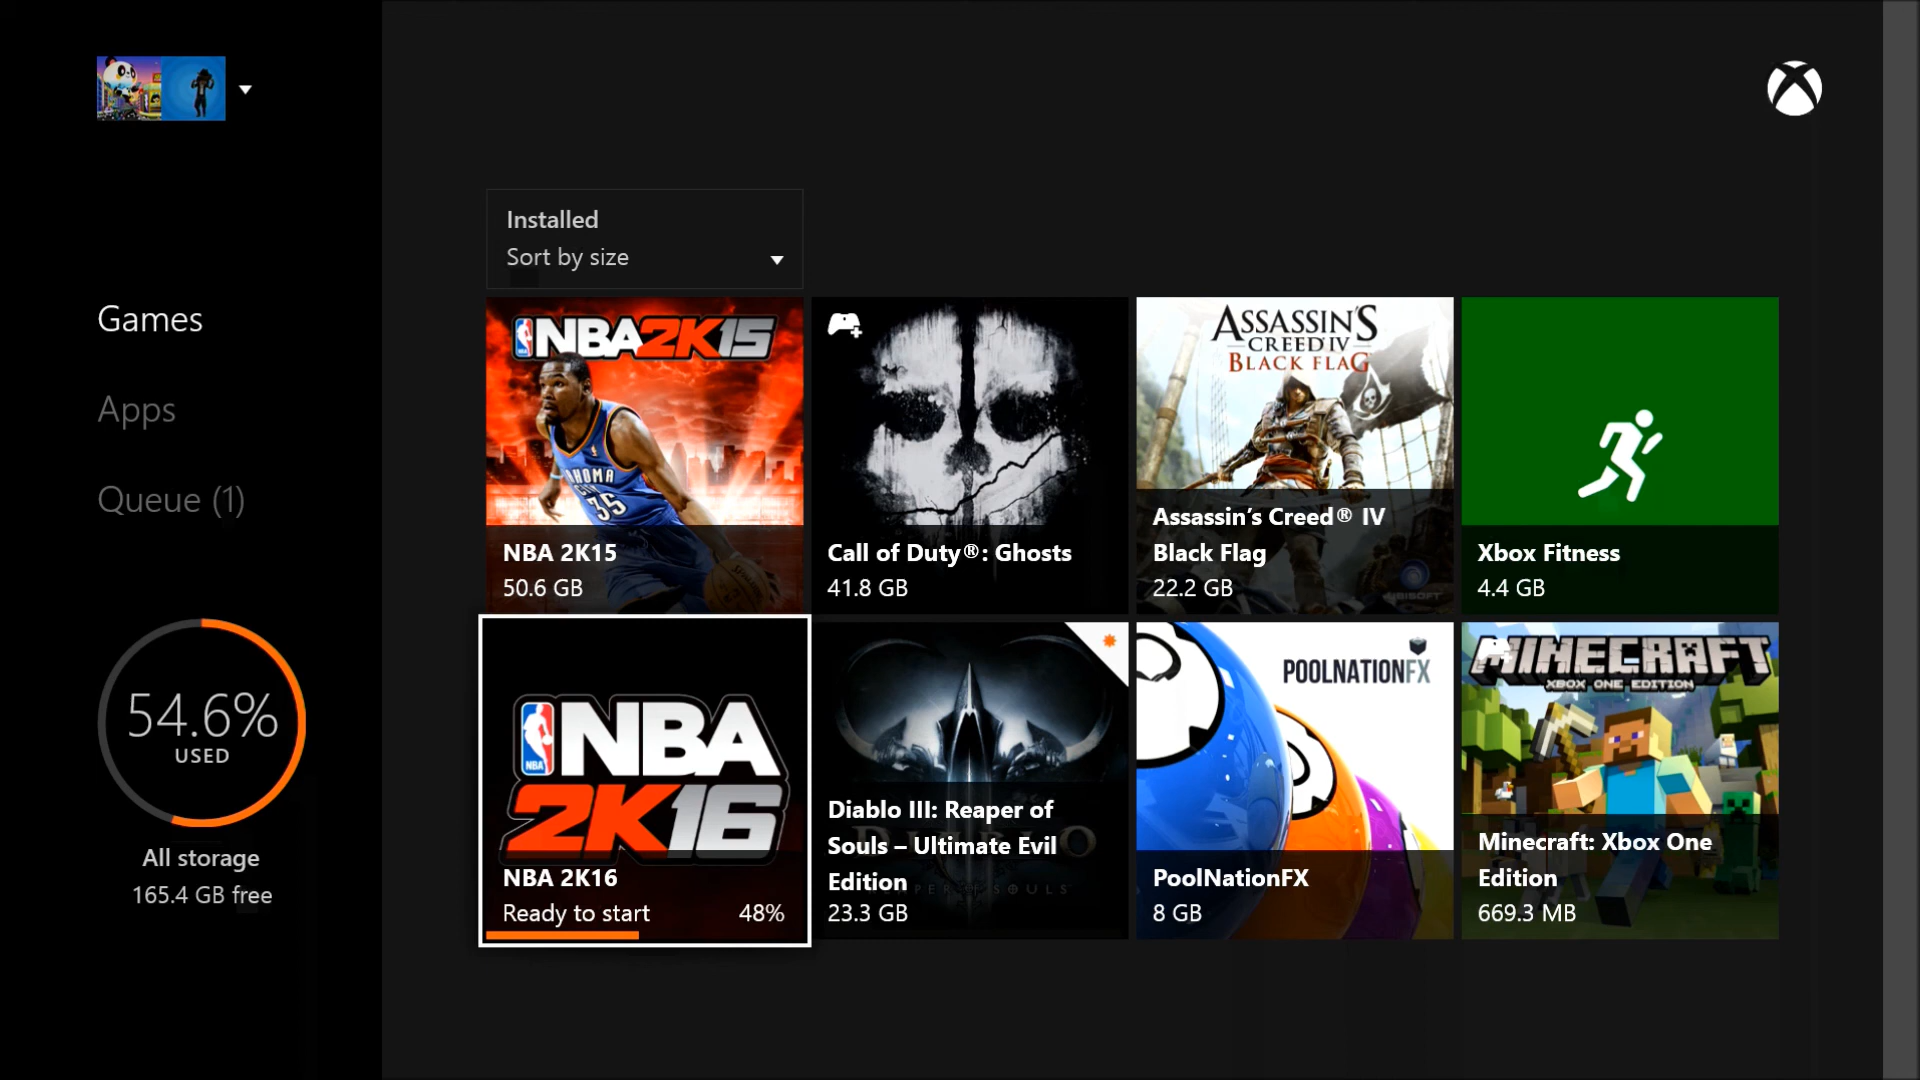 Games
Apps
Queue (1)
54.6%
USED
All storage
165.4 GB free
Installed
Sort by size
NBA 2K15
NBA
35
NBA 2K15
50.6 GB
Call of Duty®: Ghosts
41.8 GB
ASSASSIN'S
CREED IV
BLACK FLAG
Assassin's Creed® IV
Black Flag
22.2 GB
UBISOFT
Xbox Fitness
4.4 GB
NBA
2K16
NBA
NBA 2K16
Ready to start 48%
Diablo III: Reaper of
Souls – Ultimate Evil
Edition
23.3 GB
POOLNATIONFX
PoolNationFX
8 GB
MINECRAFT
XBOX ONE EDITION
Minecraft: Xbox One
Edition
669.3 MB